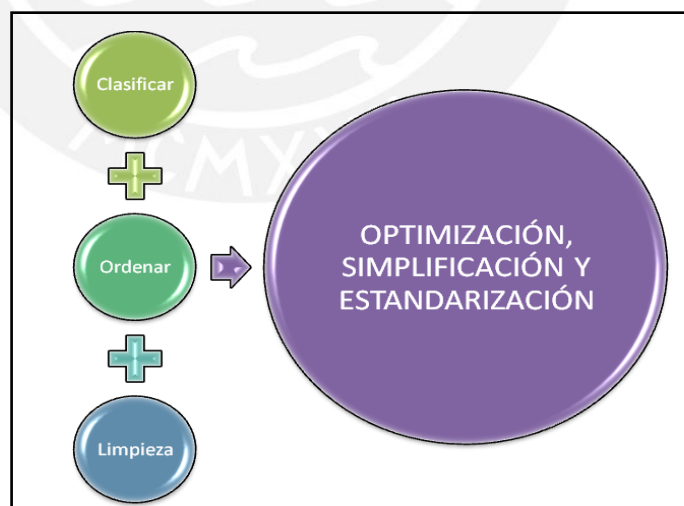 Clasificar
Ordenar
Limpieza
OPTIMIZACIÓN,
SIMPLIFICACIÓN Y
ESTANDARIZACIÓN